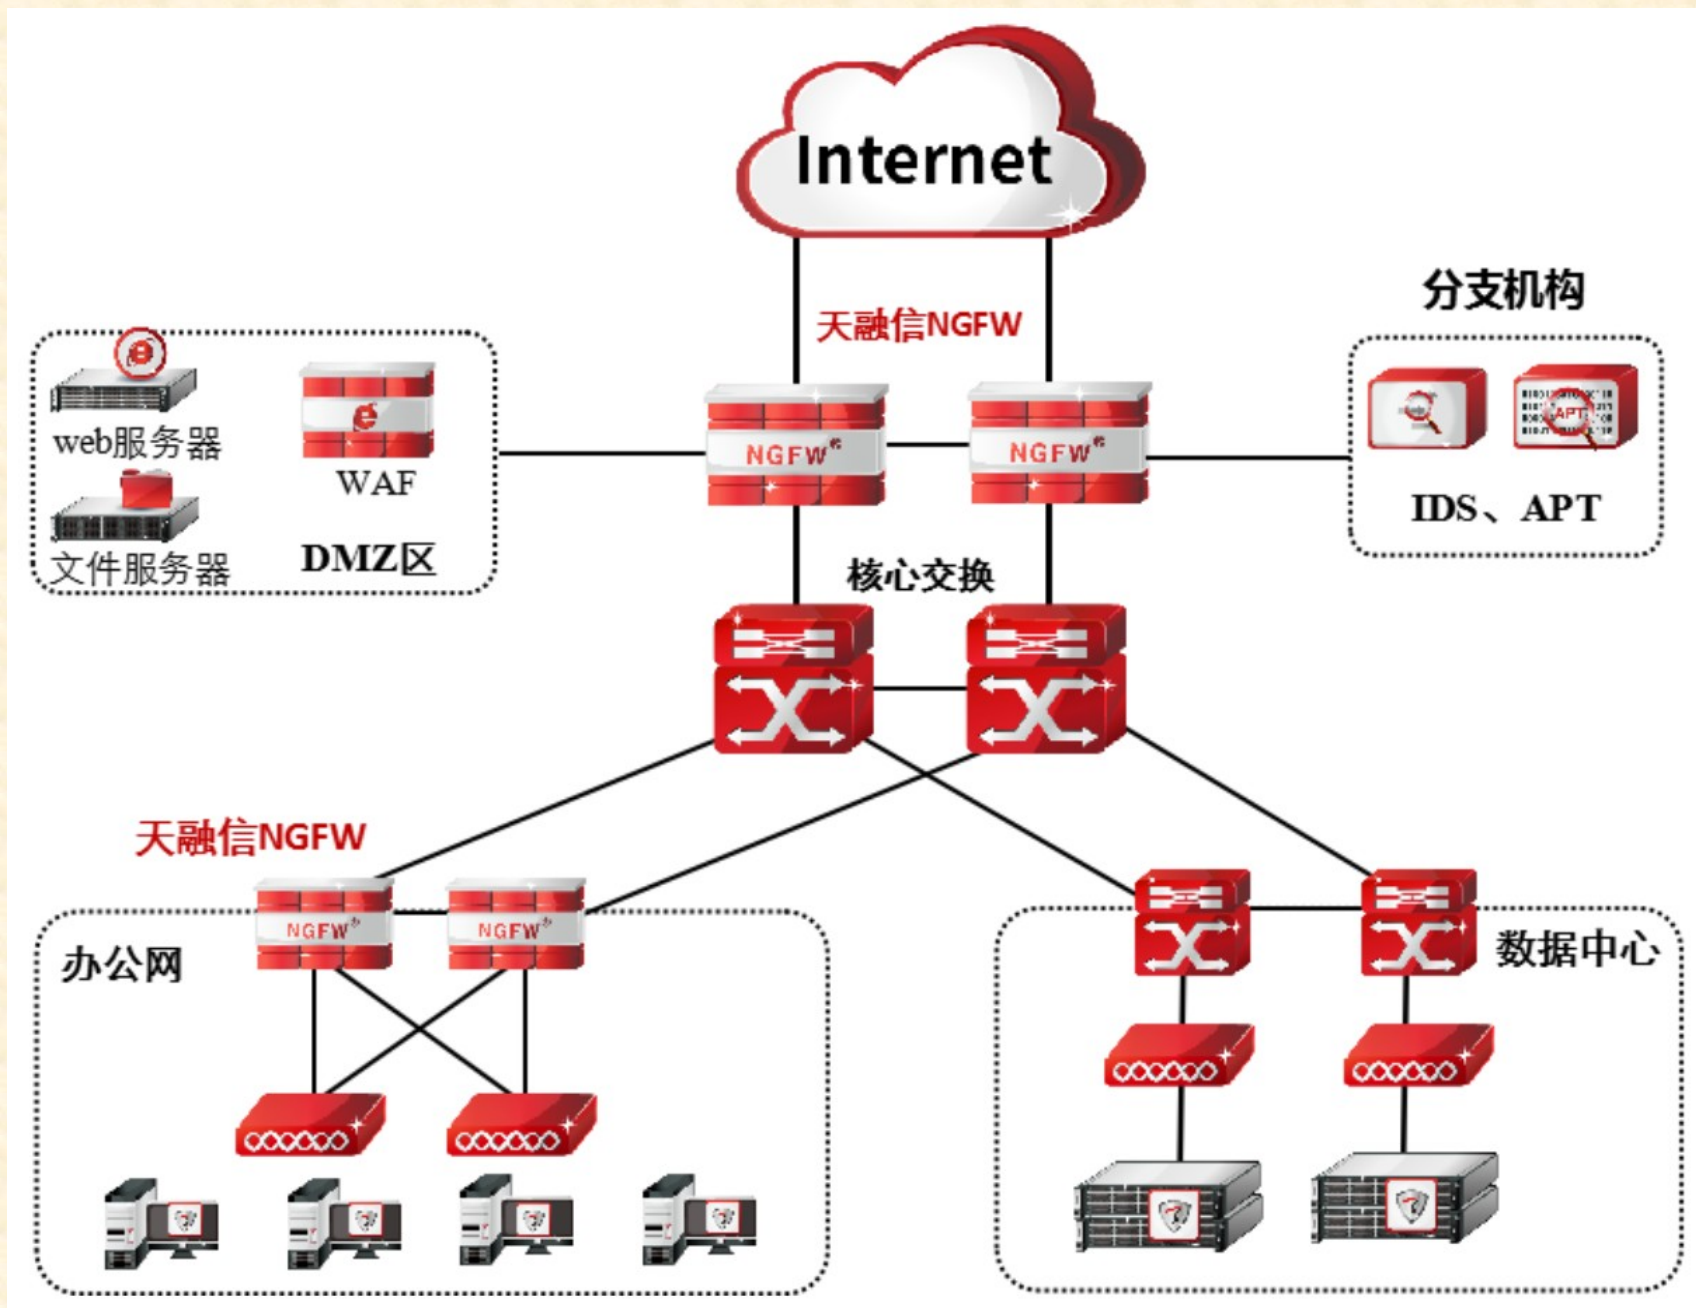 Internet
天融信NGFW
分支机构
web服务器
WAF
NGFW
NGFW
APT
IDS、APT
文件服务器
DMZ区
核心交换
天融信NGFW
NGFW
NGFW
办公网
数据中心